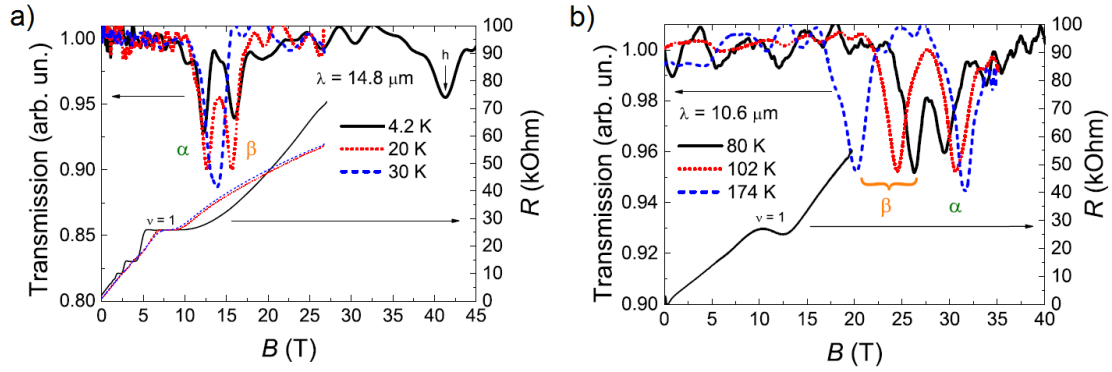 a)
Transmission (arb. un.)
1.00
0.95
0.90
0.85
0.80
h
λ = 14.8 μm
4.2 K
20 K
30 K
α
β
ν = 1
100
90
80
70
60
50
40
30
20
10
0
R (kOhm)
0 5 10 15 20 25 30 35 40 45
B (T)
b)
Transmission (arb. un.)
1.00
0.98
0.96
0.94
0.92
0.90
λ = 10.6 μm
80 K
102 K
174 K
β
α
ν = 1
100
90
80
70
60
50
40
30
20
10
0
R (kOhm)
0 5 10 15 20 25 30 35 40
B (T)